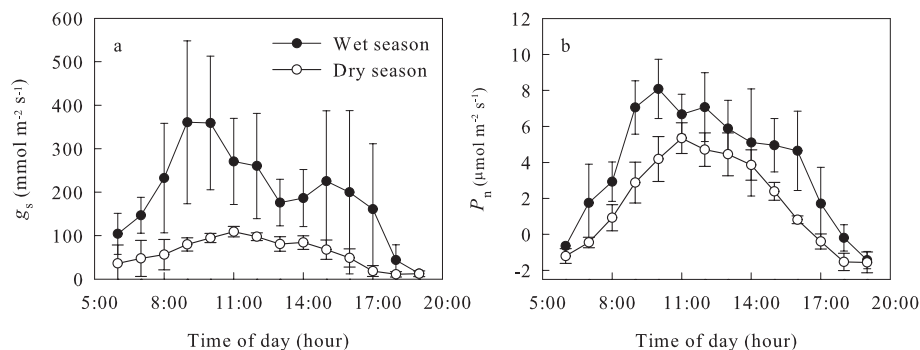 600
500
400
300
200
100
0
a
Wet season
Dry season
g_s (mmol m⁻² s⁻¹)
5:00 8:00 11:00 14:00 17:00 20:00
Time of day (hour)
12
10
8
6
4
2
0
-2
b
P_n (μmol m⁻² s⁻¹)
5:00 8:00 11:00 14:00 17:00 20:00
Time of day (hour)